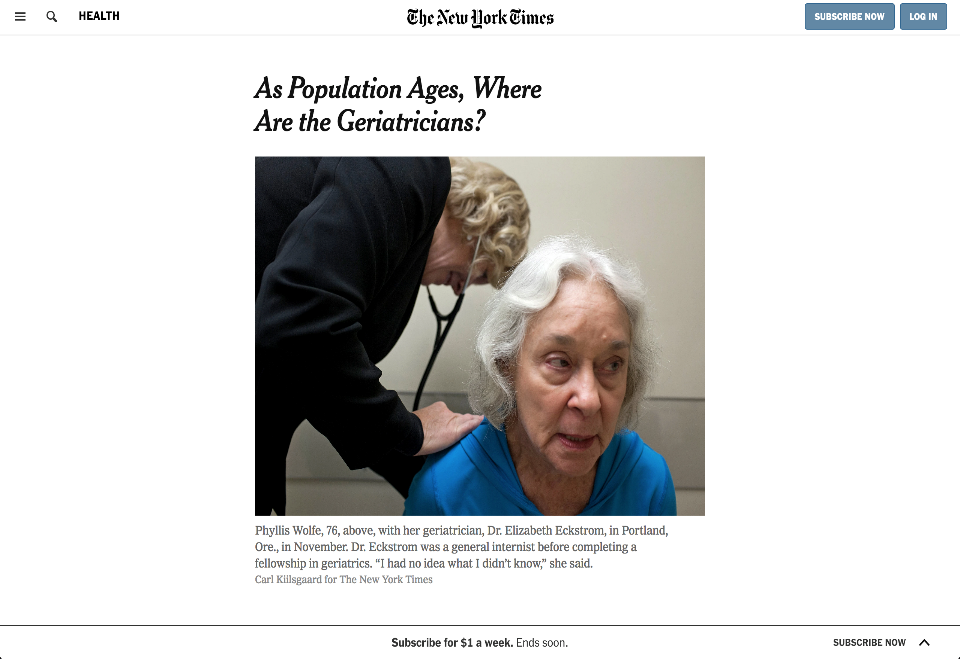 HEALTH
The New York Times
SUBSCRIBE NOW
LOG IN
As Population Ages, Where
Are the Geriatricians?
Phyllis Wolfe, 76, above, with her geriatrician, Dr. Elizabeth Eckstrom, in Portland,
Ore., in November. Dr. Eckstrom was a general internist before completing a
fellowship in geriatrics. “I had no idea what I didn’t know,” she said.
Carl Kiilsgaard for The New York Times
Subscribe for $1 a week. Ends soon.
SUBSCRIBE NOW